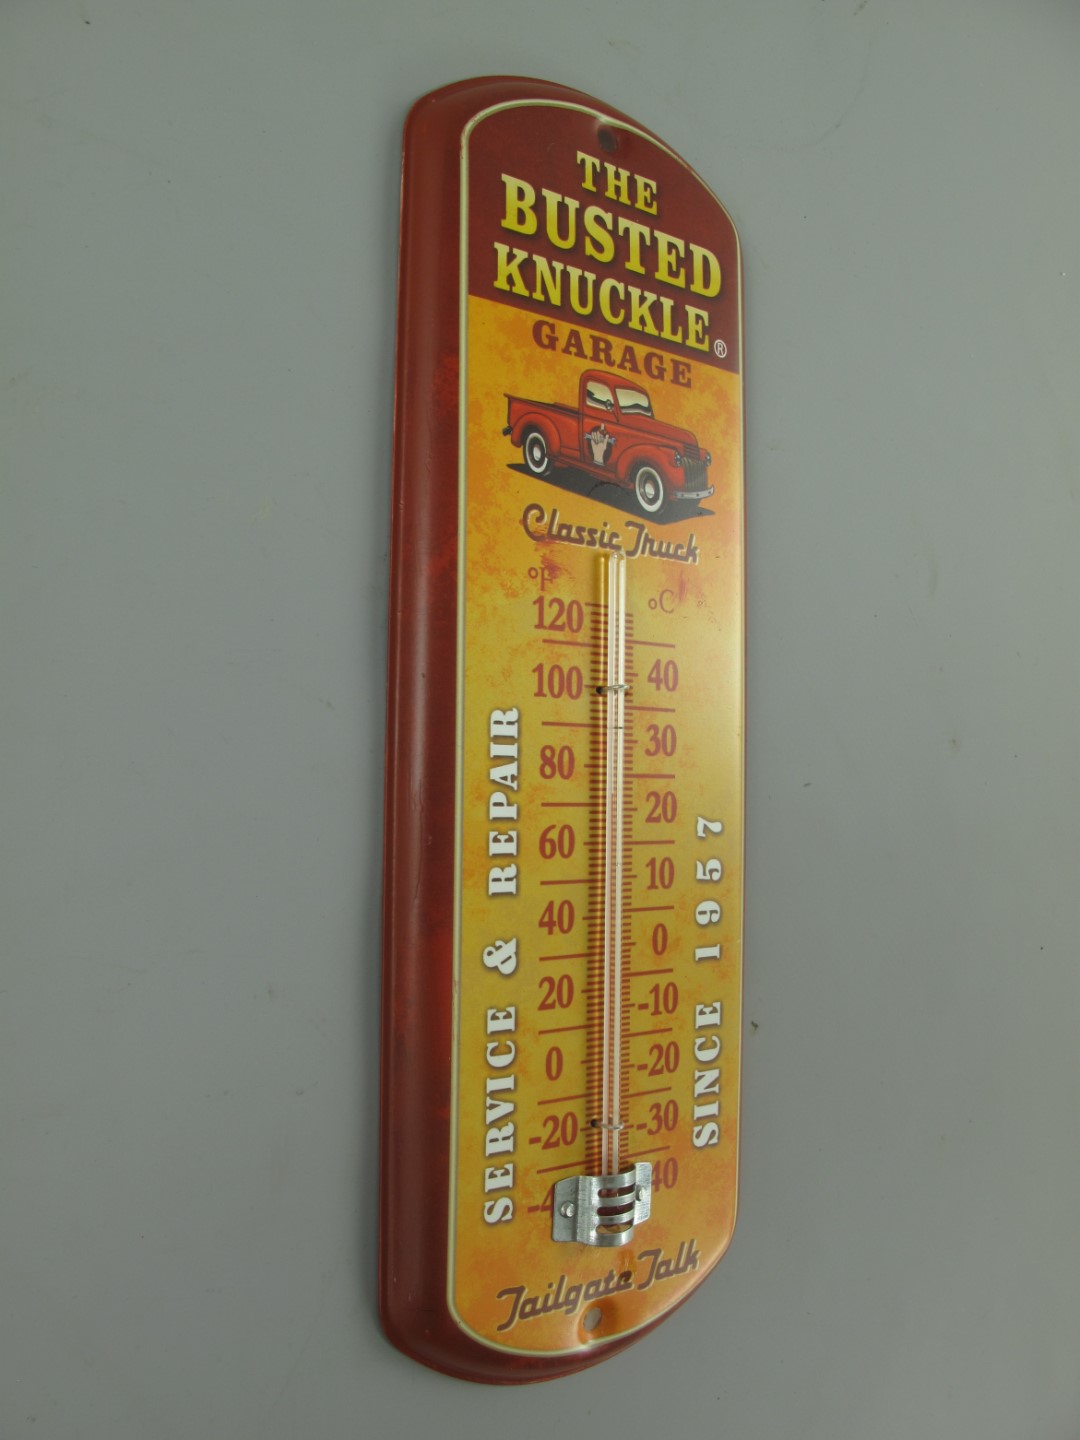 THE
BUSTED
KNUCKLE®
GARAGE
Classic Truck
°F °C
120
100 40
80 30
60 20
40 10
20 0
0 -10
-20 -20
-30
SERVICE & REPAIR
SINCE 1957
Tailgate Talk